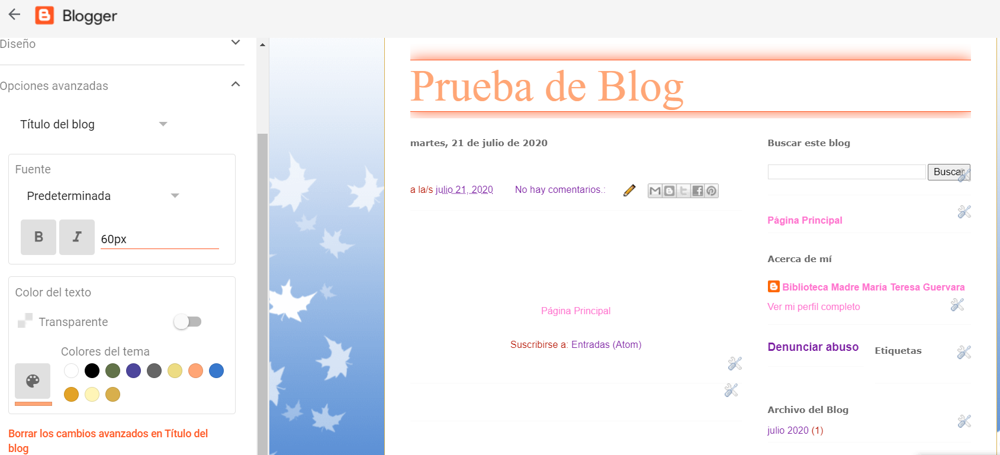 Blogger
Diseño
Opciones avanzadas
Título del blog
Fuente
Predeterminada
B I 60px
Color del texto
Transparente
Colores del tema
Borrar los cambios avanzados en Título del
blog
Prueba de Blog
martes, 21 de julio de 2020
a la/s julio 21, 2020 No hay comentarios.:
Página Principal
Suscribirse a: Entradas (Atom)
Buscar este blog
Buscar
Página Principal
Acerca de mí
Biblioteca Madre María Teresa Guervara
Ver mi perfil completo
Denunciar abuso
Etiquetas
Archivo del Blog
julio 2020 (1)